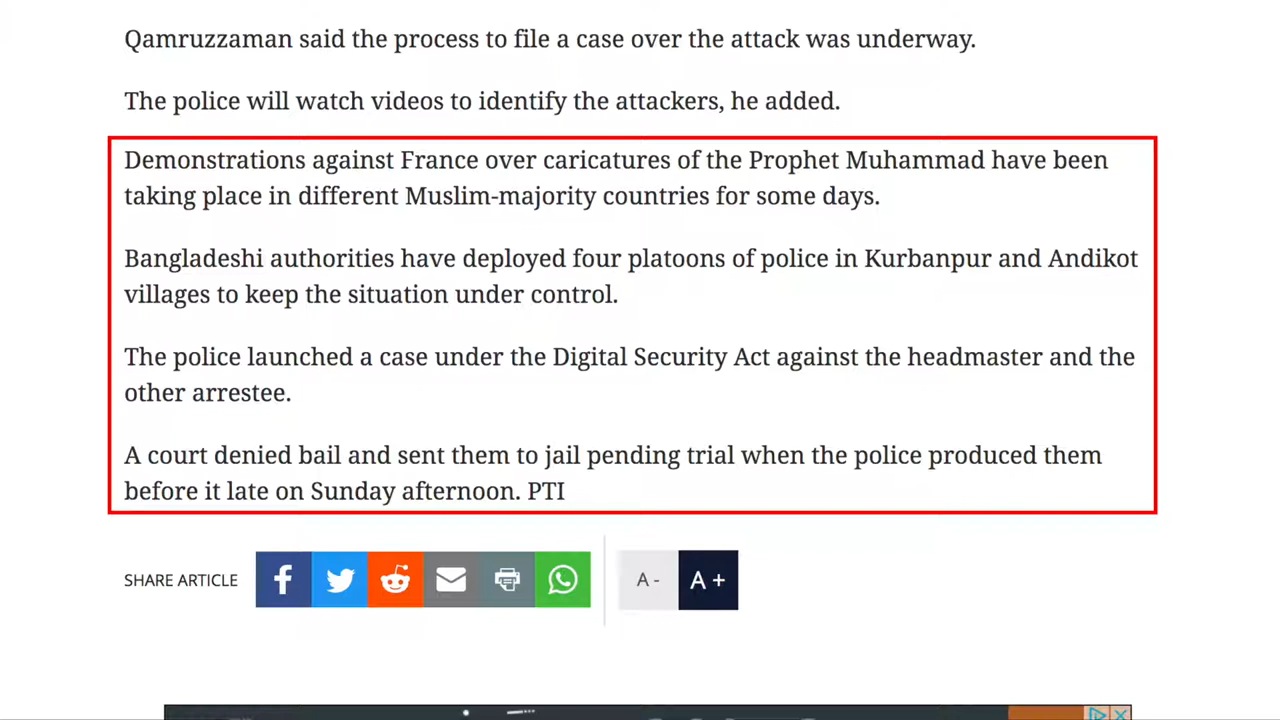 Qamruzzaman said the process to file a case over the attack was underway.
The police will watch videos to identify the attackers, he added.
Demonstrations against France over caricatures of the Prophet Muhammad have been
taking place in different Muslim-majority countries for some days.
Bangladeshi authorities have deployed four platoons of police in Kurbanpur and Andikot
villages to keep the situation under control.
The police launched a case under the Digital Security Act against the headmaster and the
other arrestee.
A court denied bail and sent them to jail pending trial when the police produced them
before it late on Sunday afternoon. PTI
SHARE ARTICLE
A - A +